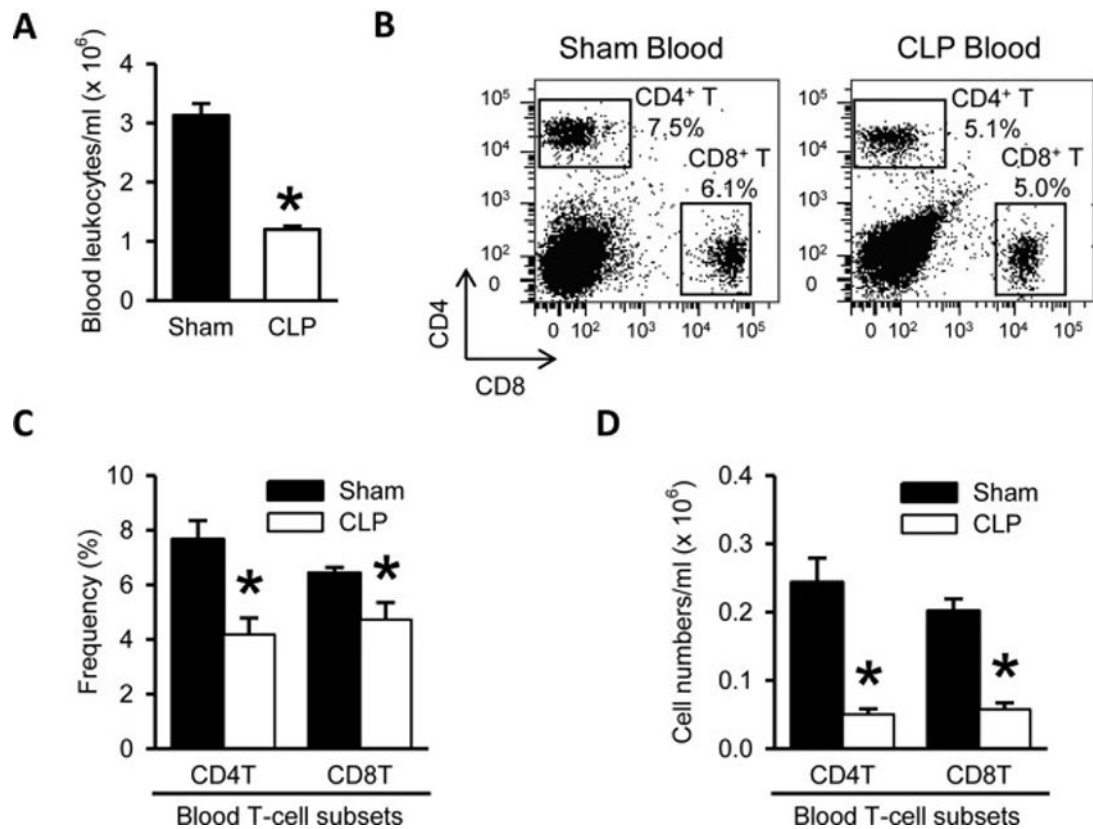 A
Blood leukocytes/ml (x 10⁶)
4
3
2
1
0
Sham
CLP
*
B
Sham Blood
CLP Blood
10⁵
10⁴
10³
10²
0
CD4⁺ T
7.5%
CD8⁺ T
6.1%
0 10² 10³ 10⁴ 10⁵
10⁵
10⁴
10³
10²
0
CD4⁺ T
5.1%
CD8⁺ T
5.0%
0 10² 10³ 10⁴ 10⁵
CD4
CD8
C
Frequency (%)
10
8
6
4
2
0
Sham
CLP
*
*
CD4T
CD8T
Blood T-cell subsets
D
Cell numbers/ml (x 10⁶)
0.4
0.3
0.2
0.1
0.0
Sham
CLP
*
*
CD4T
CD8T
Blood T-cell subsets